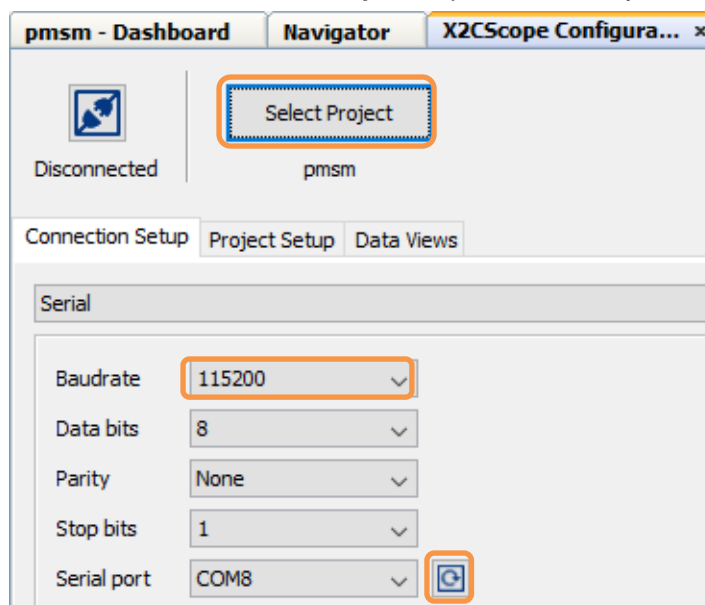 pmsm - Dashboard Navigator X2CScope Configura... ×
Select Project
Disconnected pmsm
Connection Setup Project Setup Data Views
Serial
Baudrate 115200
Data bits 8
Parity None
Stop bits 1
Serial port COM8